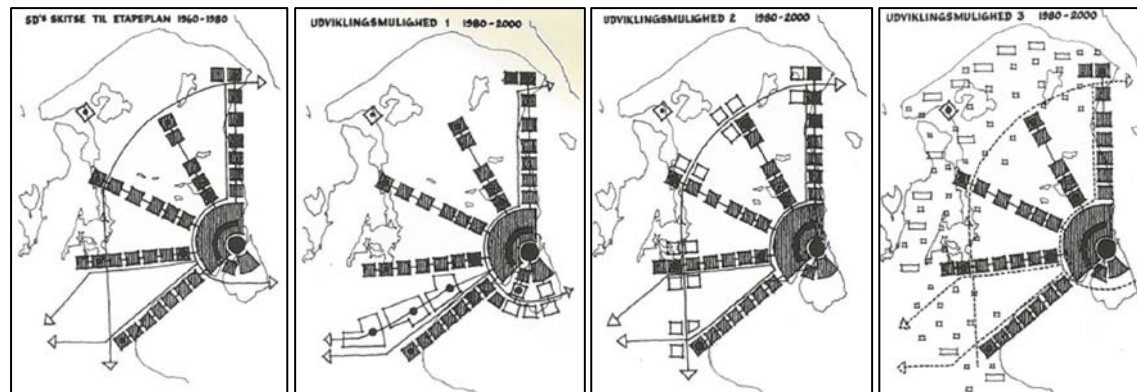 SD's SKITSE TIL ETAPEPLAN 1960-1980
UDVIKLINGSMULIGHED 1 1980-2000
UDVIKLINGSMULIGHED 2 1980-2000
UDVIKLINGSMULIGHED 3 1980-2000